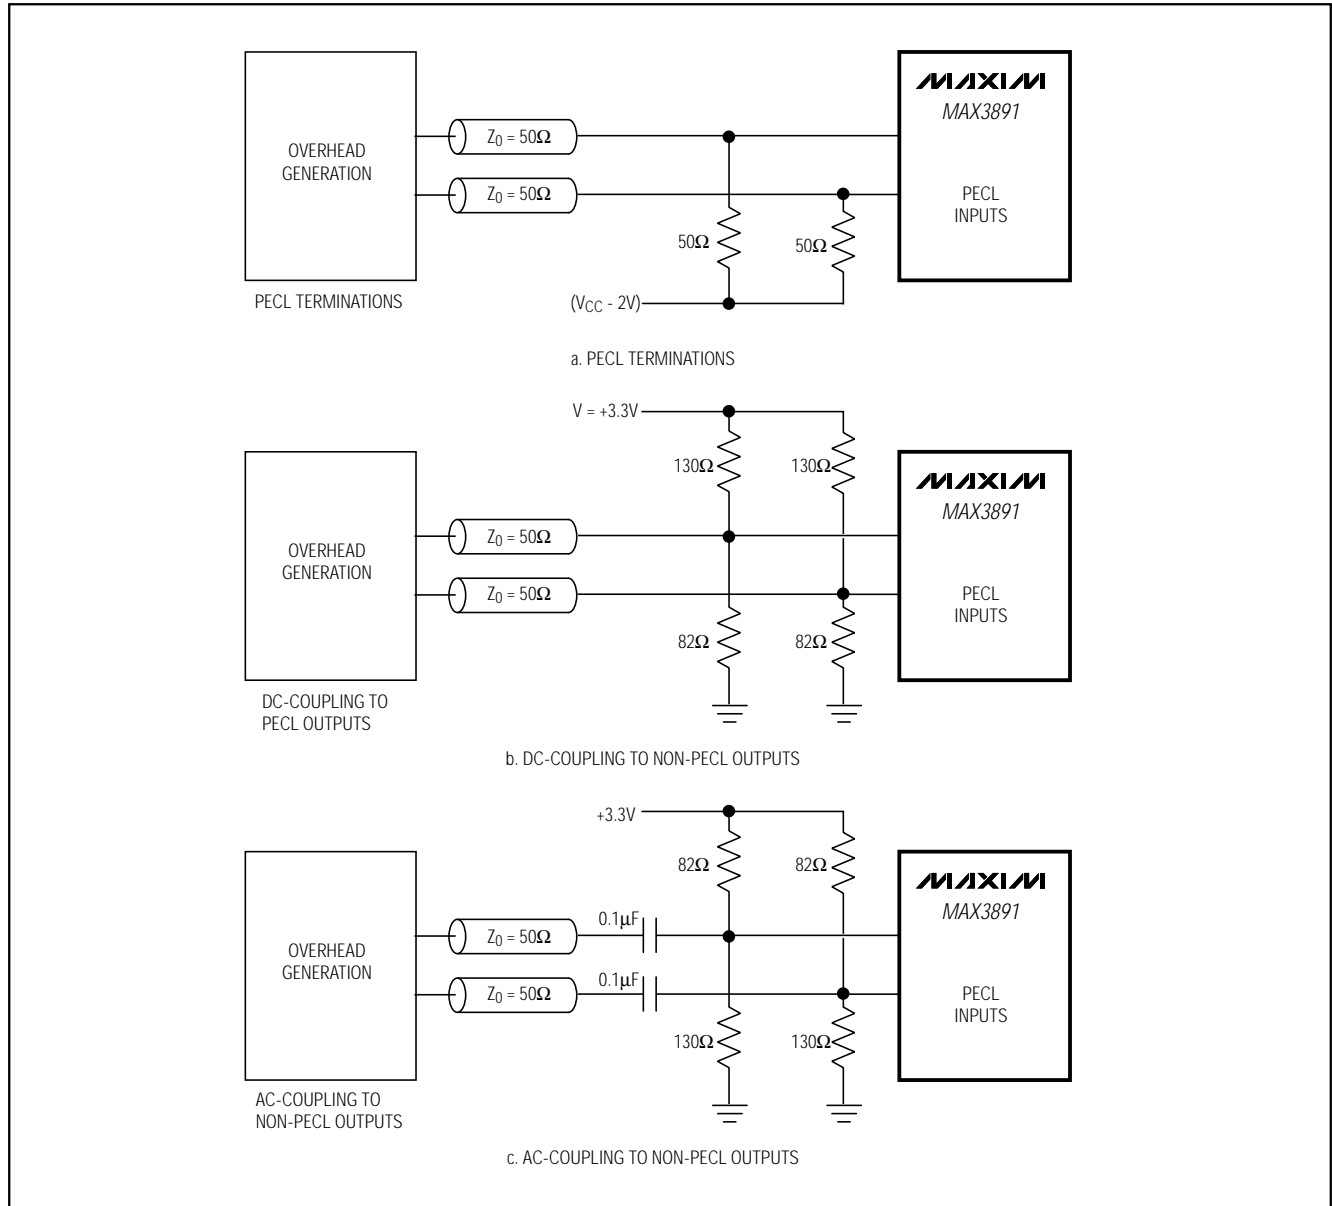 MAXIM
MAX3891
OVERHEAD
GENERATION
Z0 = 50Ω
Z0 = 50Ω
PECL
INPUTS
50Ω
50Ω
PECL TERMINATIONS
(VCC - 2V)
a. PECL TERMINATIONS
V = +3.3V
130Ω
130Ω
MAXIM
MAX3891
OVERHEAD
GENERATION
Z0 = 50Ω
Z0 = 50Ω
PECL
INPUTS
82Ω
82Ω
DC-COUPLING TO
PECL OUTPUTS
b. DC-COUPLING TO NON-PECL OUTPUTS
+3.3V
82Ω
82Ω
MAXIM
MAX3891
0.1µF
OVERHEAD
GENERATION
Z0 = 50Ω
0.1µF
Z0 = 50Ω
PECL
INPUTS
130Ω
130Ω
AC-COUPLING TO
NON-PECL OUTPUTS
c. AC-COUPLING TO NON-PECL OUTPUTS